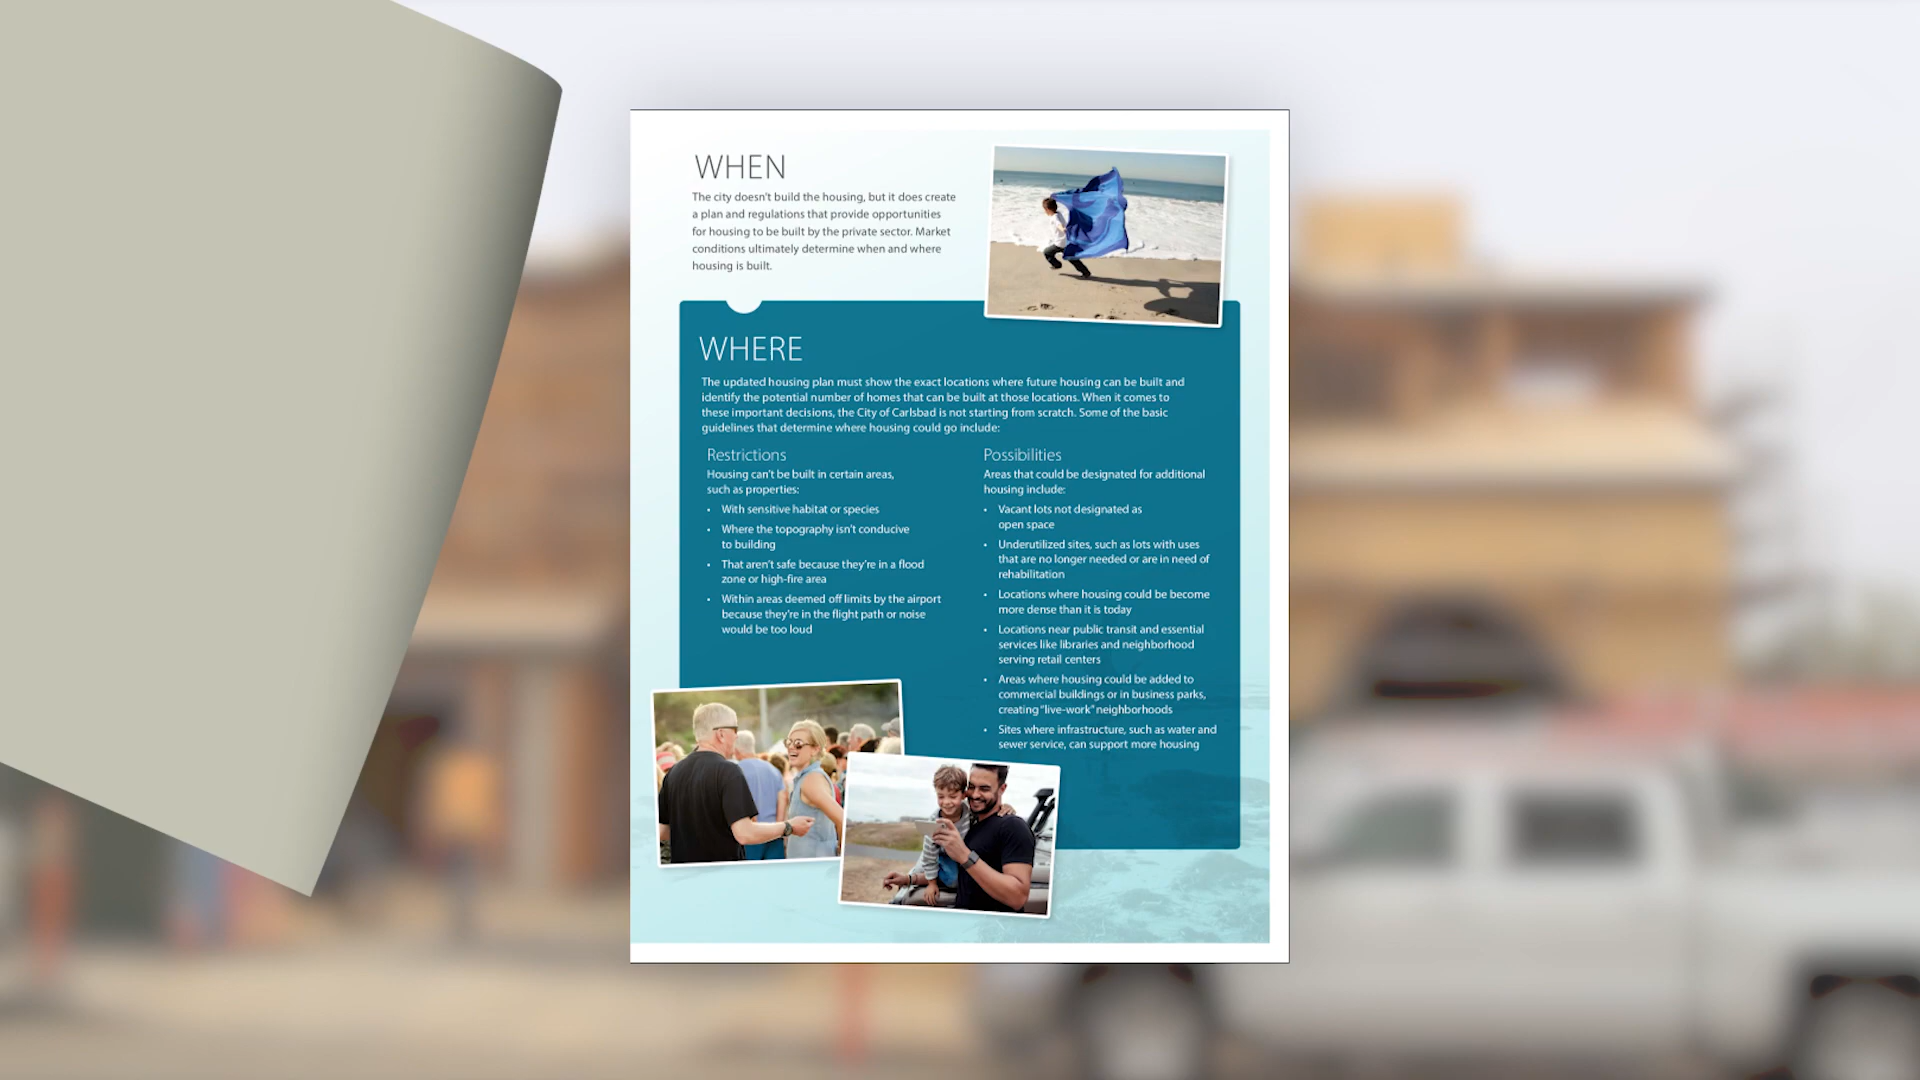 WHEN
The city doesn't build the housing, but it does create
a plan and regulations that provide opportunities
for housing to be built by the private sector. Market
conditions ultimately determine when and where
housing is built.
WHERE
The updated housing plan must show the exact locations where future housing can be built and
identify the potential number of homes that can be built at those locations. When it comes to
these important decisions, the City of Carlsbad is not starting from scratch. Some of the basic
guidelines that determine where housing could go include:
Restrictions
Housing can't be built in certain areas,
such as properties:
• With sensitive habitat or species
• Where the topography isn't conducive
to building
• That aren't safe because they're in a flood
zone or high-fire area
• Within areas deemed off limits by the airport
because they're in the flight path or noise
would be too loud
Possibilities
Areas that could be designated for additional
housing include:
• Vacant lots not designated as
open space
• Underutilized sites, such as lots with uses
that are no longer needed or are in need of
rehabilitation
• Locations where housing could be become
more dense than it is today
• Locations near public transit and essential
services like libraries and neighborhood
serving retail centers
• Areas where housing could be added to
commercial buildings or in business parks,
creating "live-work" neighborhoods
• Sites where infrastructure, such as water and
sewer service, can support more housing